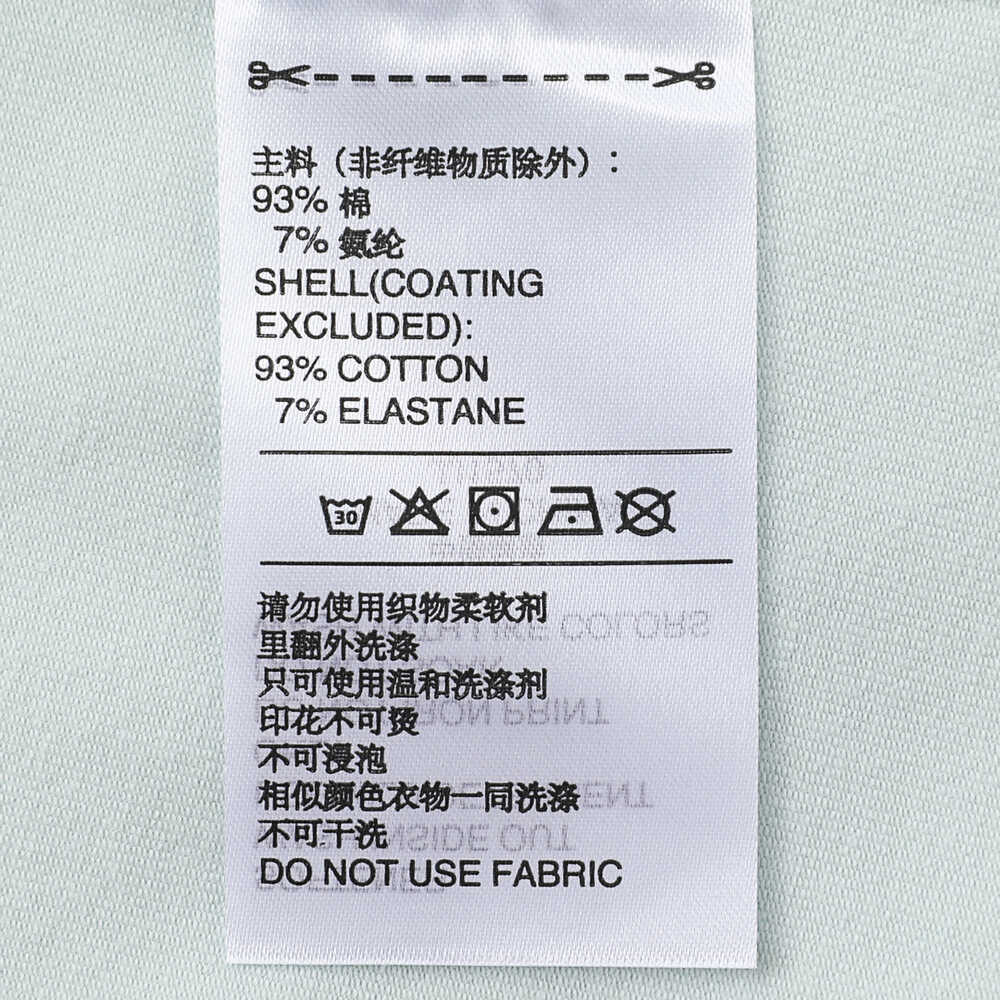 主料（非纤维物质除外）：
93% 棉
7% 氨纶
SHELL(COATING
EXCLUDED):
93% COTTON
7% ELASTANE
30
请勿使用织物柔软剂
里翻外洗涤
只可使用温和洗涤剂
印花不可烫
不可浸泡
相似颜色衣物一同洗涤
不可干洗
DO NOT USE FABRIC